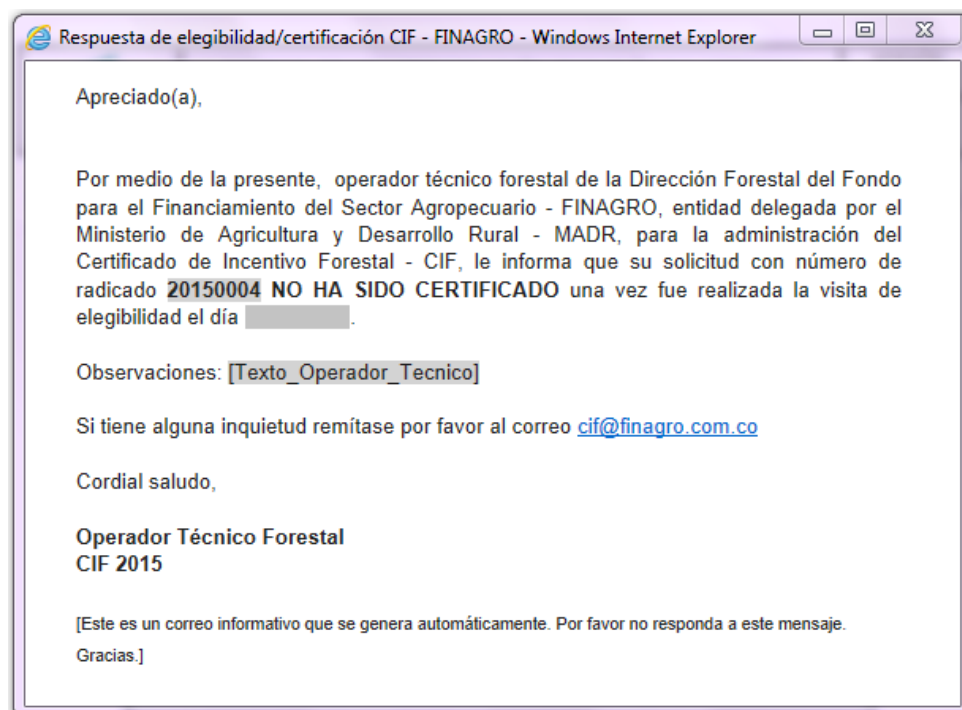 Respuesta de elegibilidad/certificación CIF - FINAGRO - Windows Internet Explorer
Apreciado(a),
Por medio de la presente, operador técnico forestal de la Dirección Forestal del Fondo
para el Financiamiento del Sector Agropecuario - FINAGRO, entidad delegada por el
Ministerio de Agricultura y Desarrollo Rural - MADR, para la administración del
Certificado de Incentivo Forestal - CIF, le informa que su solicitud con número de
radicado 20150004 NO HA SIDO CERTIFICADO una vez fue realizada la visita de
elegibilidad el día .
Observaciones: [Texto_Operador_Tecnico]
Si tiene alguna inquietud remítase por favor al correo cif@finagro.com.co
Cordial saludo,
Operador Técnico Forestal
CIF 2015
[Este es un correo informativo que se genera automáticamente. Por favor no responda a este mensaje.
Gracias.]